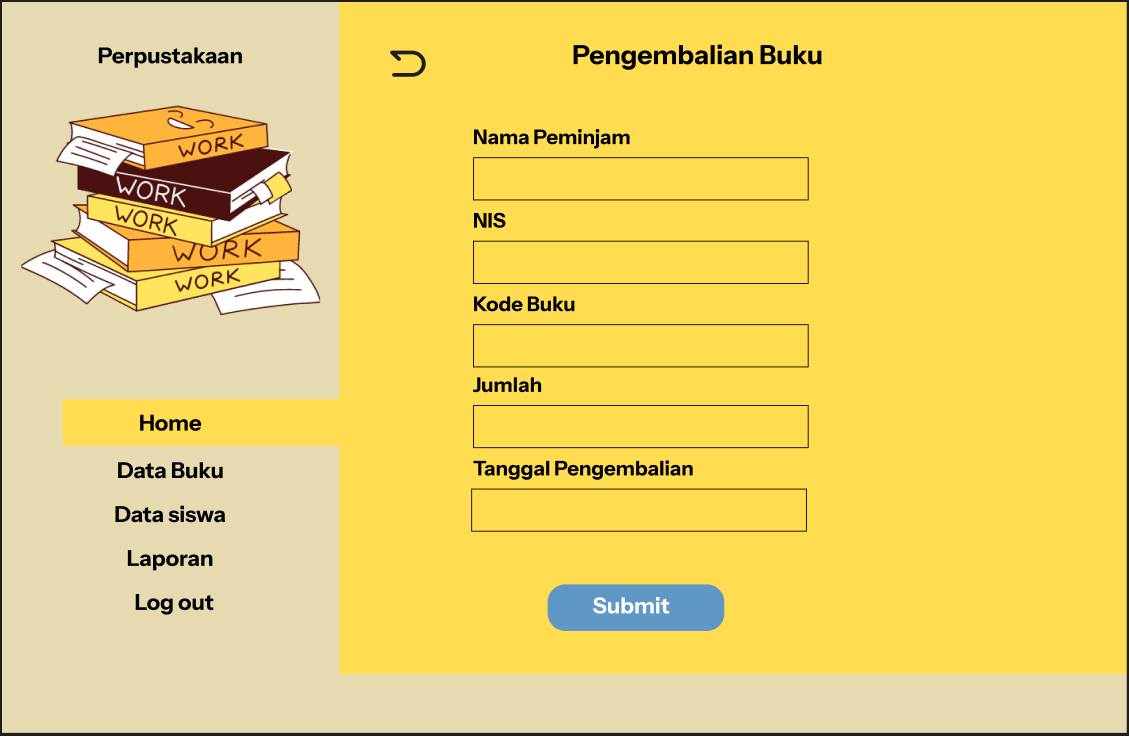 Perpustakaan
WORK
WORK
WORK
WORK
WORK
Home
Data Buku
Data siswa
Laporan
Log out
Pengembalian Buku
Nama Peminjam
NIS
Kode Buku
Jumlah
Tanggal Pengembalian
Submit